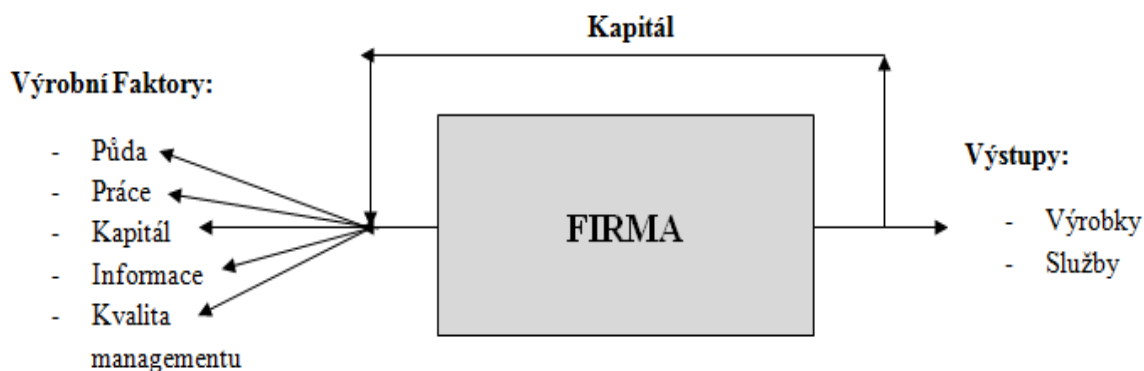 Kapitál
Výrobní Faktory:
- Půda
- Práce
- Kapitál
- Informace
- Kvalita
managementu
FIRMA
Výstupy:
- Výrobky
- Služby